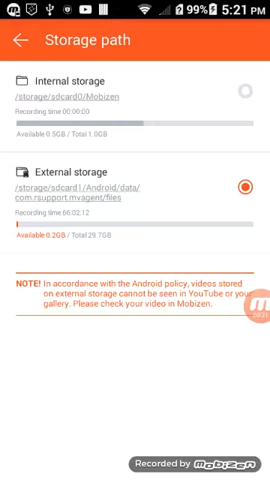 99% 5:21 PM
Storage path
Internal storage
/storage/sdcard0/Mobizen
Recording time 00:00:00
Available 0.5GB / Total 1.0GB
External storage
/storage/sdcard1/Android/data/
com.rsupport.mvagent/files
Recording time 66:02:12
Available 0.2GB / Total 29.7GB
NOTE! In accordance with the Android policy, videos stored
on external storage cannot be seen in YouTube or your
gallery. Please check your video in Mobizen.
Recorded by mobizen